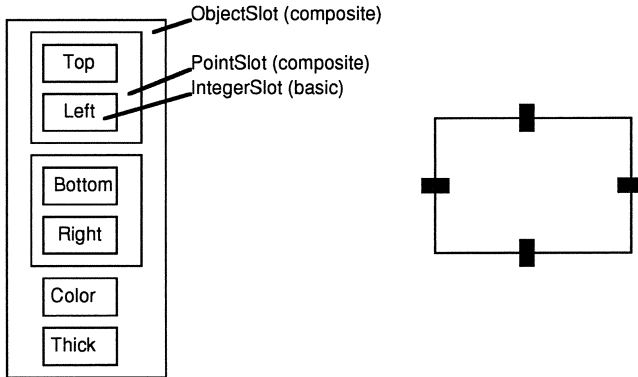 ObjectSlot (composite)
Top
PointSlot (composite)
IntegerSlot (basic)
Left
Bottom
Right
Color
Thick